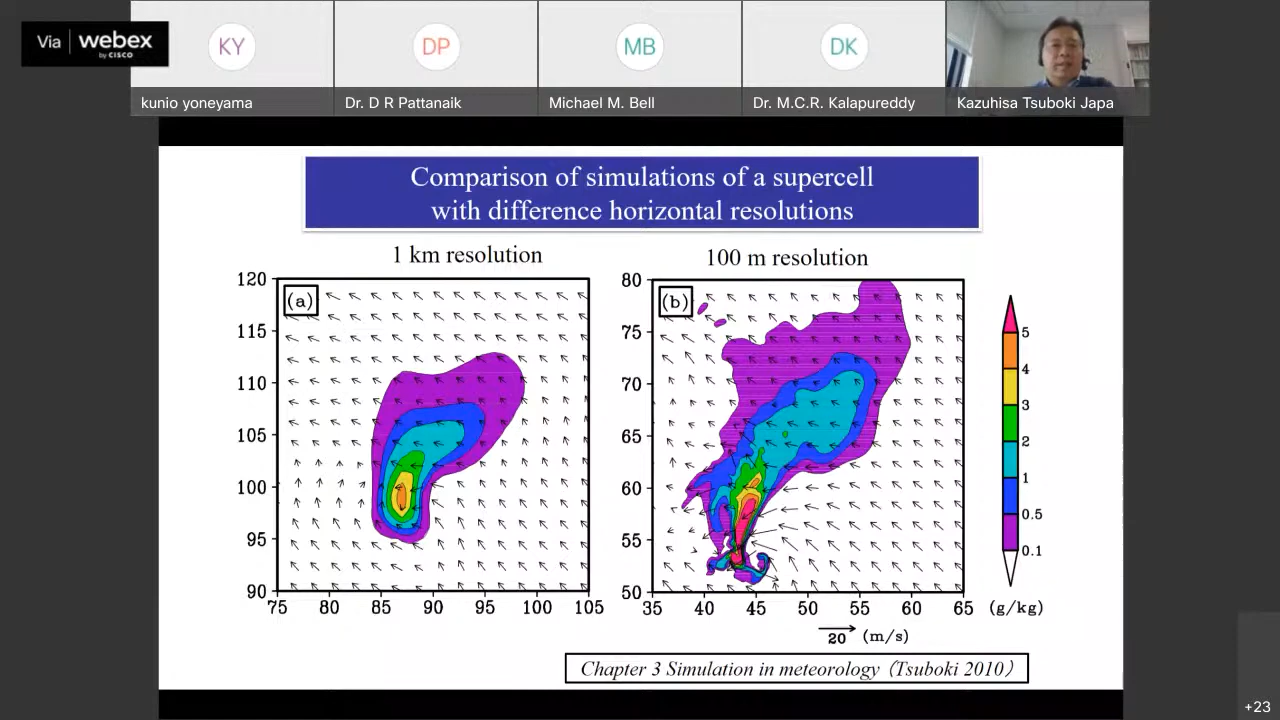 Via webex
by CISCO
KY
DP
MB
DK
kunio yoneyama
Dr. D R Pattanaik
Michael M. Bell
Dr. M.C.R. Kalapureddy
Kazuhisa Tsuboki Japa
Comparison of simulations of a supercell
with difference horizontal resolutions
1 km resolution
100 m resolution
(a)
120
115
110
105
100
95
90
75 80 85 90 95 100 105
(b)
80
75
70
65
60
55
50
35 40 45 50 55 60 65
5
4
3
2
1
0.5
0.1
(g/kg)
20 (m/s)
Chapter 3 Simulation in meteorology（Tsuboki 2010）
+23